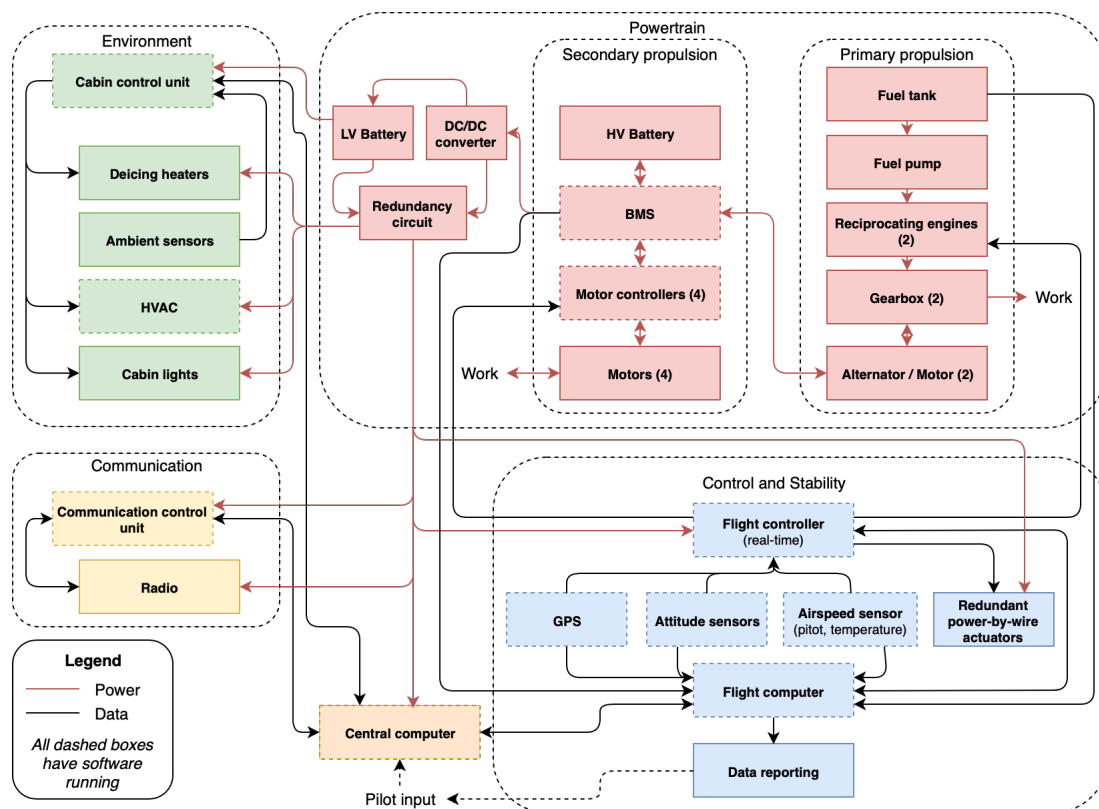 Environment
Cabin control unit
Deicing heaters
Ambient sensors
HVAC
Cabin lights
Powertrain
LV Battery
DC/DC
converter
Redundancy
circuit
Secondary propulsion
HV Battery
BMS
Motor controllers (4)
Motors (4)
Work
Primary propulsion
Fuel tank
Fuel pump
Reciprocating engines
(2)
Gearbox (2)
Work
Alternator / Motor (2)
Communication
Communication control
unit
Radio
Control and Stability
Flight controller
(real-time)
GPS
Attitude sensors
Airspeed sensor
(pitot, temperature)
Redundant
power-by-wire
actuators
Flight computer
Data reporting
Central computer
Pilot input
Legend
Power
Data
All dashed boxes
have software
running